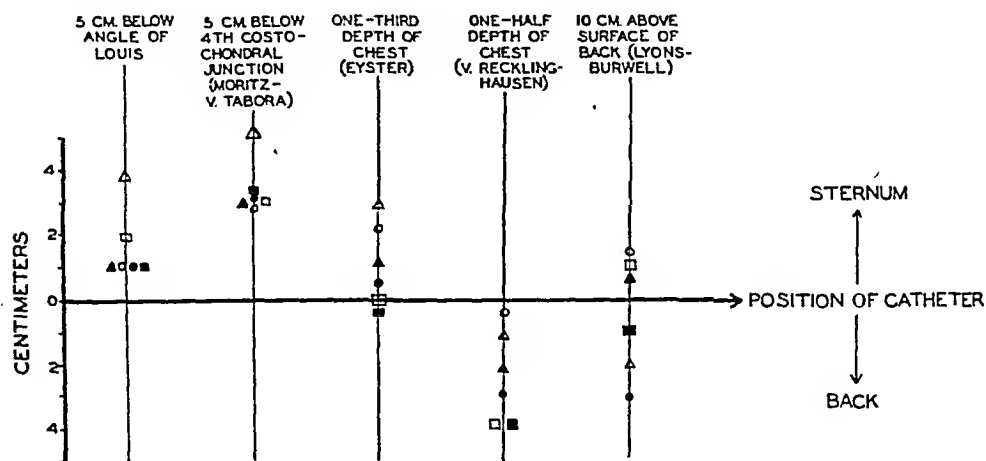 5 CM. BELOW
ANGLE OF
LOUIS
5 CM. BELOW
4TH COSTO-
CHONDRAL
JUNCTION
(MORITZ-
V. TABORA)
ONE-THIRD
DEPTH OF
CHEST
(EYSTER)
ONE-HALF
DEPTH OF
CHEST
(V. RECKLING-
HAUSEN)
10 CM. ABOVE
SURFACE OF
BACK (LYONS-
BURWELL)
CENTIMETERS
4
2
0
2
4
STERNUM
POSITION OF CATHETER
BACK